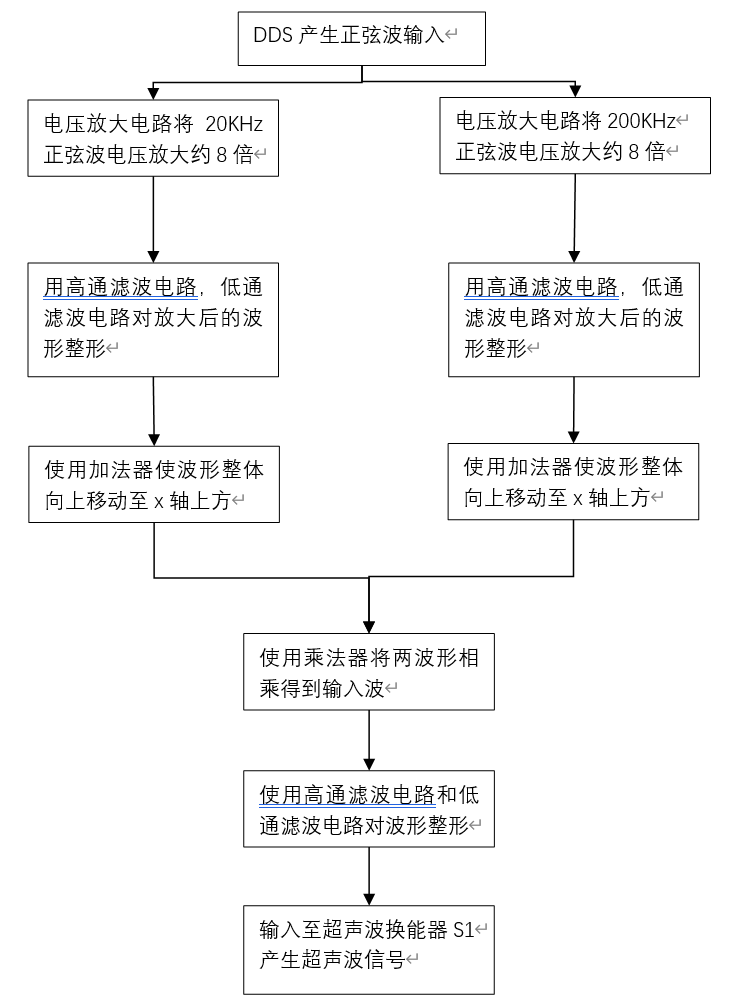 DDS 产生正弦波输入↵
电压放大电路将 20KHz
正弦波电压放大约 8 倍↵
电压放大电路将 200KHz↵
正弦波电压放大约 8 倍↵
用高通滤波电路，低通
滤波电路对放大后的波
形整形↵
用高通滤波电路，低通
滤波电路对放大后的波
形整形↵
使用加法器使波形整体
向上移动至 x 轴上方↵
使用加法器使波形整体
向上移动至 x 轴上方↵
使用乘法器将两波形相
乘得到输入波↵
使用高通滤波电路和低
通滤波电路对波形整形↵
输入至超声波换能器 S1↵
产生超声波信号↵